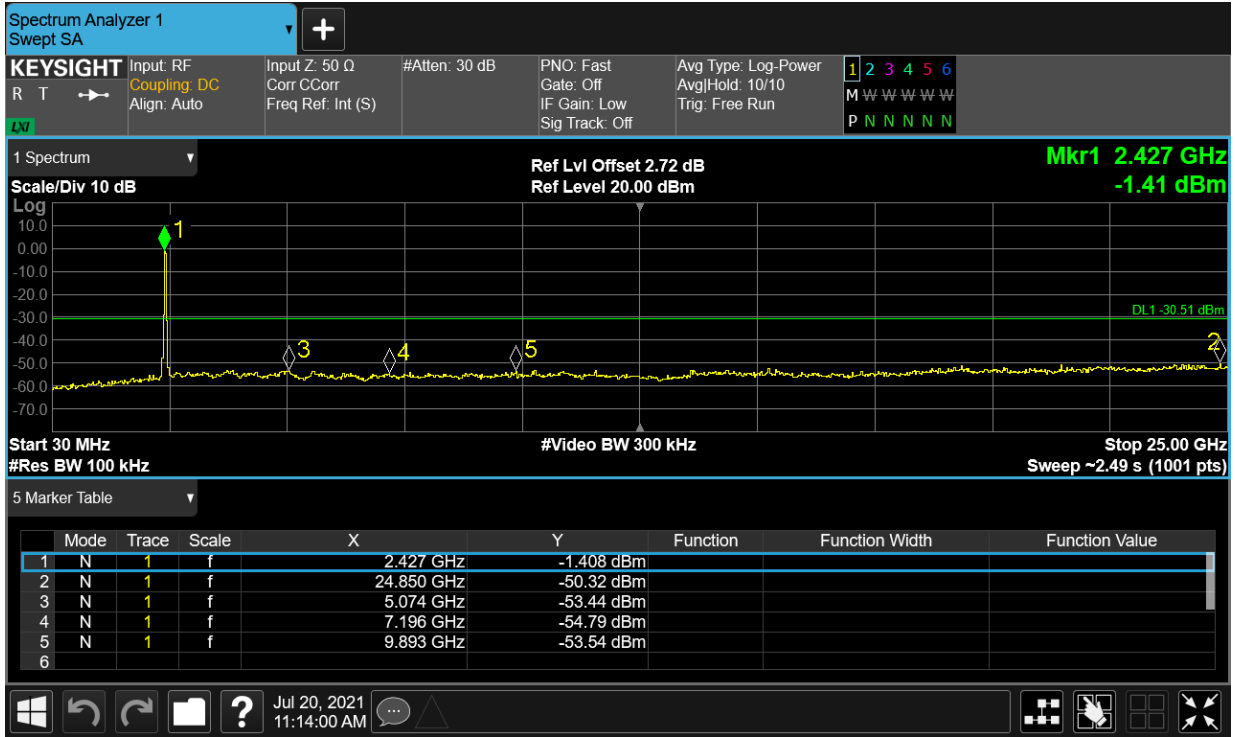 Spectrum Analyzer 1
Swept SA
+
KEYSIGHT
R T
LXI
Input: RF
Coupling: DC
Align: Auto
Input Z: 50 Ω
Corr CCorr
Freq Ref: Int (S)
#Atten: 30 dB
PNO: Fast
Gate: Off
IF Gain: Low
Sig Track: Off
Avg Type: Log-Power
Avg|Hold: 10/10
Trig: Free Run
1 2 3 4 5 6
M W W W W W
P N N N N N
1 Spectrum
Scale/Div 10 dB
Ref Lvl Offset 2.72 dB
Ref Level 20.00 dBm
Mkr1 2.427 GHz
-1.41 dBm
Log
10.0
0.00
-10.0
-20.0
-30.0
-40.0
-50.0
-60.0
-70.0
1
DL1 -30.51 dBm
3
4
5
2
Start 30 MHz
#Video BW 300 kHz
Stop 25.00 GHz
#Res BW 100 kHz
Sweep ~2.49 s (1001 pts)
5 Marker Table
Mode Trace Scale X Y Function Function Width Function Value
1 N 1 f 2.427 GHz -1.408 dBm
2 N 1 f 24.850 GHz -50.32 dBm
3 N 1 f 5.074 GHz -53.44 dBm
4 N 1 f 7.196 GHz -54.79 dBm
5 N 1 f 9.893 GHz -53.54 dBm
6
?
Jul 20, 2021
11:14:00 AM